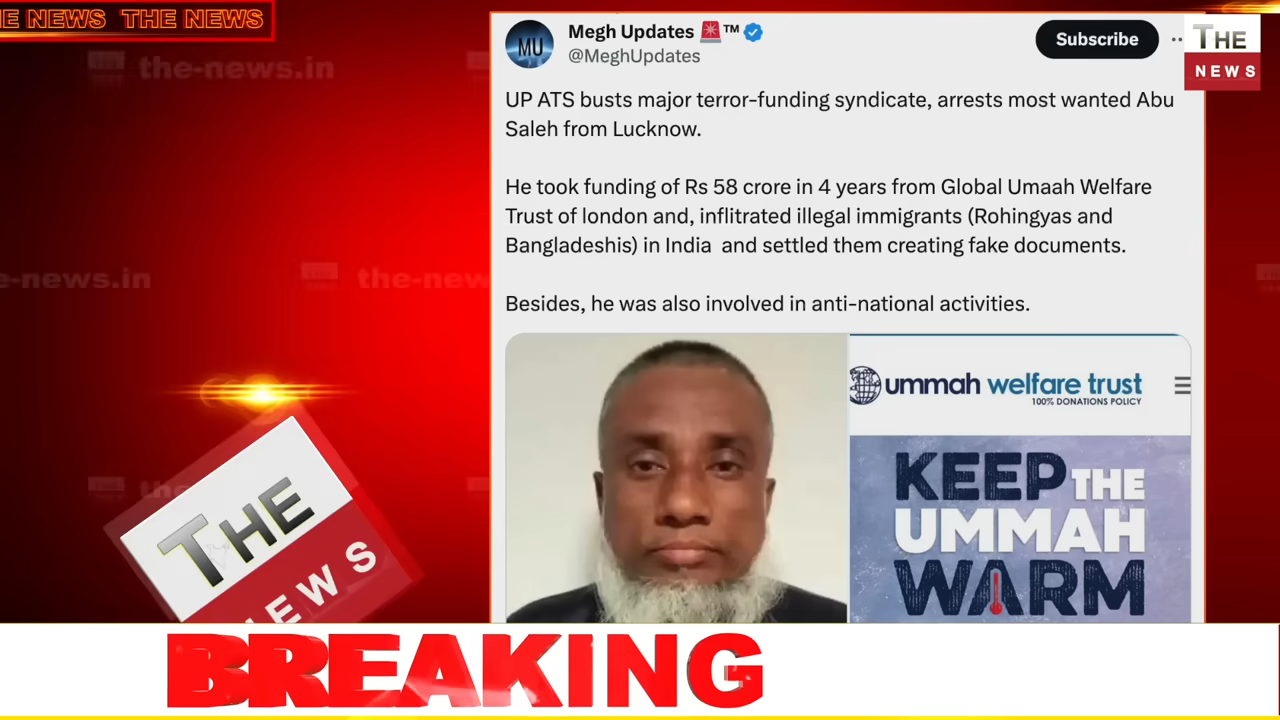 E NEWS THE NEWS
the-news.in
e-news.in
the-news
the
THE
NEWS
Megh Updates 🚨™
@MeghUpdates
MU
Subscribe
UP ATS busts major terror-funding syndicate, arrests most wanted Abu
Saleh from Lucknow.
He took funding of Rs 58 crore in 4 years from Global Umaah Welfare
Trust of london and, inflitrated illegal immigrants (Rohingyas and
Bangladeshis) in India and settled them creating fake documents.
Besides, he was also involved in anti-national activities.
ummah welfare trust
100% DONATIONS POLICY
KEEP THE
UMMAH
WARM
THE
EWS
BREAKING